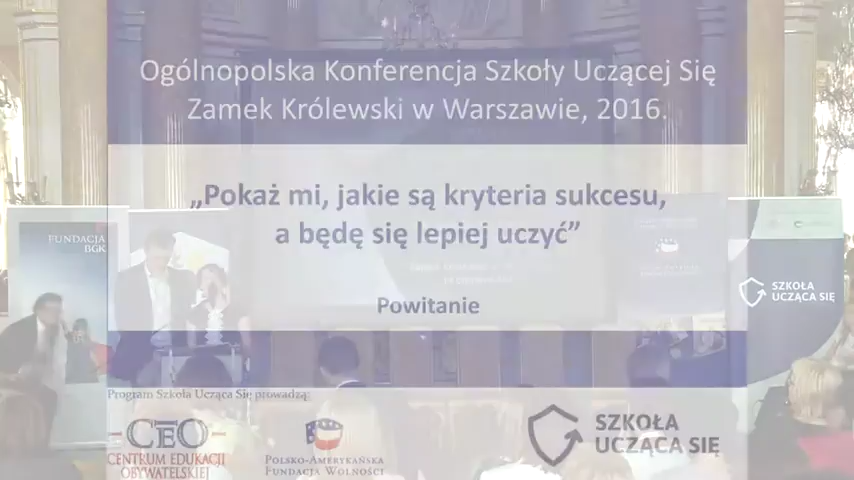 Ogólnopolska Konferencja Szkoły Uczącej Się
Zamek Królewski w Warszawie, 2016.
„Pokaż mi, jakie są kryteria sukcesu,
a będę się lepiej uczyć”
Powitanie
FUNDACJA
BGK
SZKOŁA
UCZĄCA SIĘ
Program Szkoła Ucząca Się prowadzą:
CEO
CENTRUM EDUKACJI
OBYWATELSKIEJ
POLSKO-AMERYKAŃSKA
FUNDACJA WOLNOŚCI
SZKOŁA
UCZĄCA SIĘ